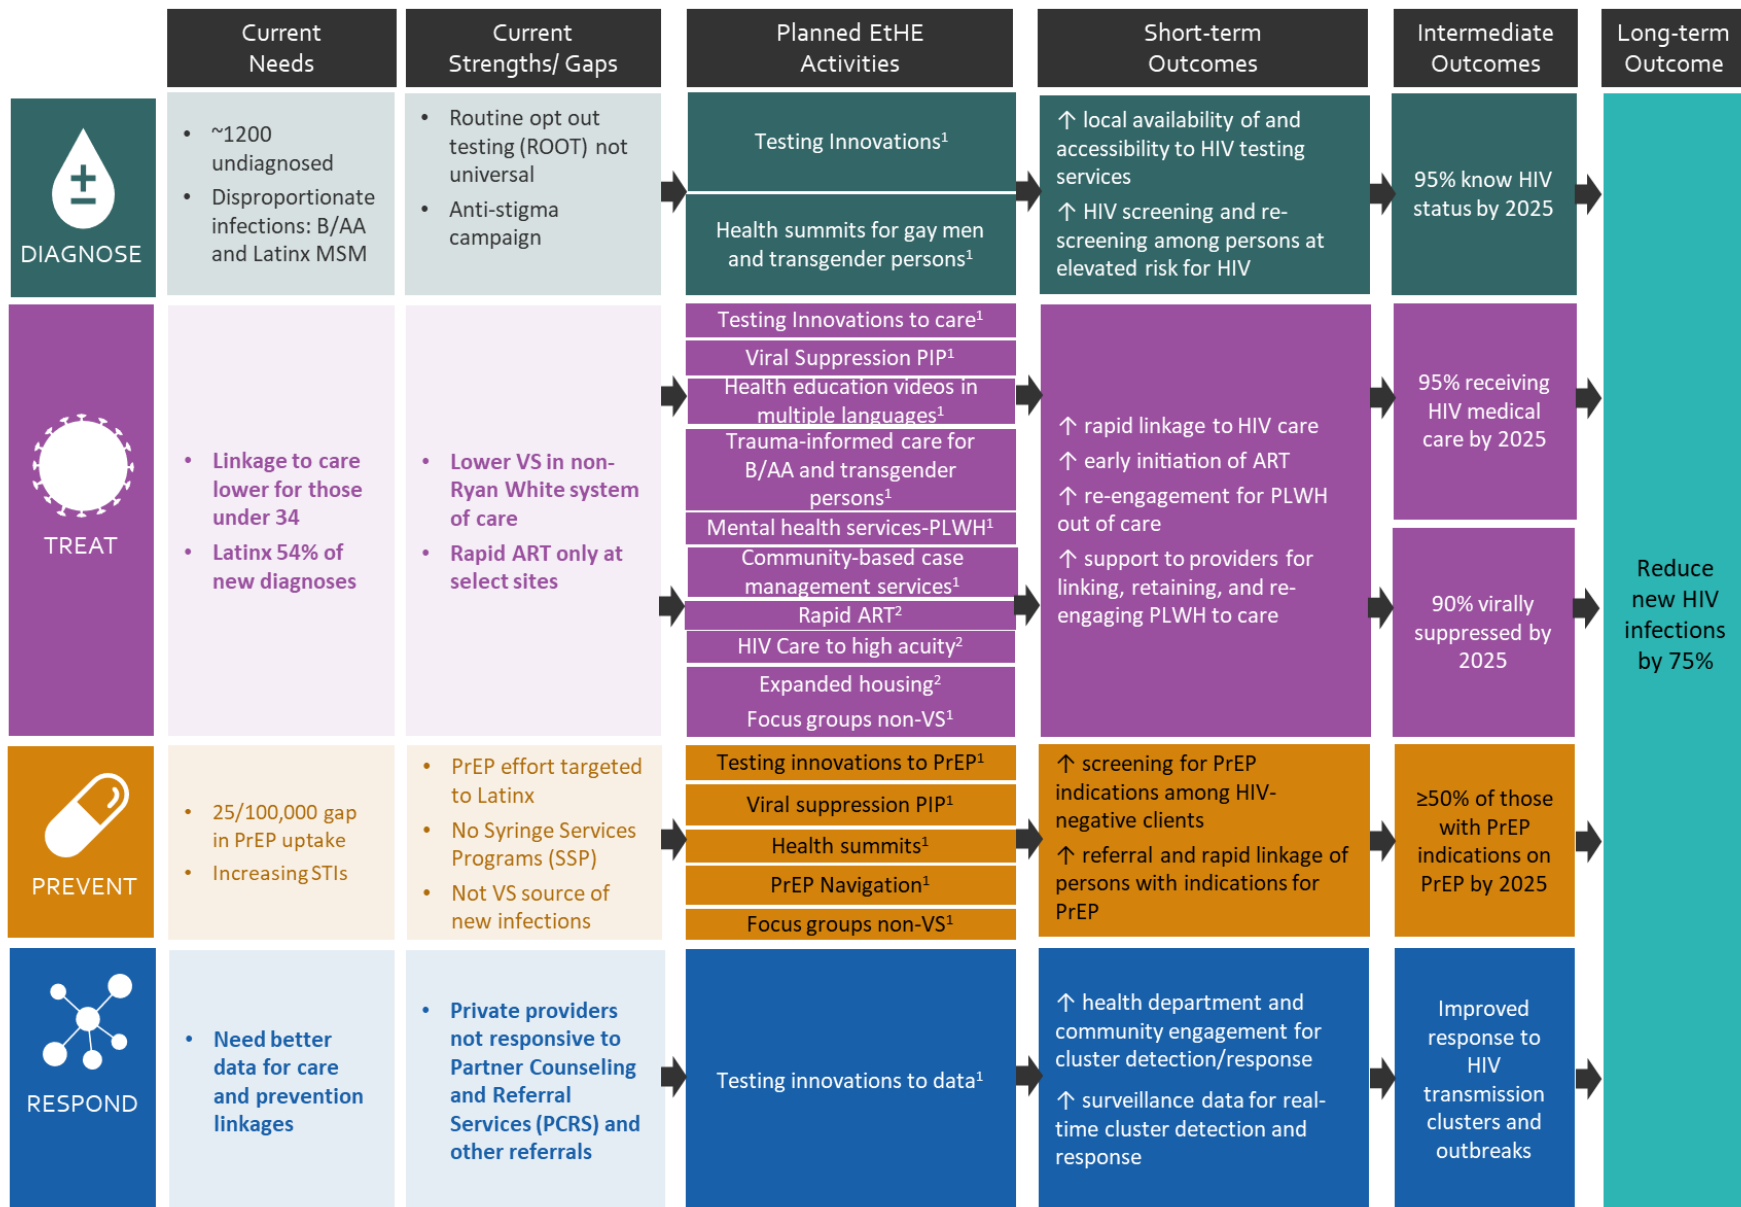 Current
Needs
Current
Strengths/ Gaps
Planned EtHE
Activities
Short-term
Outcomes
Intermediate
Outcomes
Long-term
Outcome
DIAGNOSE
• ~1200
undiagnosed
• Disproportionate
infections: B/AA
and Latinx MSM
• Routine opt out
testing (ROOT) not
universal
• Anti-stigma
campaign
Testing Innovations¹
Health summits for gay men
and transgender persons¹
↑ local availability of and
accessibility to HIV testing
services
↑ HIV screening and re-
screening among persons at
elevated risk for HIV
95% know HIV
status by 2025
TREAT
• Linkage to care
lower for those
under 34
• Latinx 54% of
new diagnoses
• Lower VS in non-
Ryan White system
of care
• Rapid ART only at
select sites
Testing Innovations to care¹
Viral Suppression PIP¹
Health education videos in
multiple languages¹
Trauma-informed care for
B/AA and transgender
persons¹
Mental health services-PLWH¹
Community-based case
management services¹
Rapid ART²
HIV Care to high acuity²
Expanded housing²
Focus groups non-VS¹
↑ rapid linkage to HIV care
↑ early initiation of ART
↑ re-engagement for PLWH
out of care
↑ support to providers for
linking, retaining, and re-
engaging PLWH to care
95% receiving
HIV medical
care by 2025
90% virally
suppressed by
2025
PREVENT
• 25/100,000 gap
in PrEP uptake
• Increasing STIs
• PrEP effort targeted
to Latinx
• No Syringe Services
Programs (SSP)
• Not VS source of
new infections
Testing innovations to PrEP¹
Viral suppression PIP¹
Health summits¹
PrEP Navigation¹
Focus groups non-VS¹
↑ screening for PrEP
indications among HIV-
negative clients
↑ referral and rapid linkage of
persons with indications for
PrEP
≥50% of those
with PrEP
indications on
PrEP by 2025
RESPOND
• Need better
data for care
and prevention
linkages
• Private providers
not responsive to
Partner Counseling
and Referral
Services (PCRS) and
other referrals
Testing innovations to data¹
↑ health department and
community engagement for
cluster detection/response
↑ surveillance data for real-
time cluster detection and
response
Improved
response to
HIV
transmission
clusters and
outbreaks
Reduce
new HIV
infections
by 75%